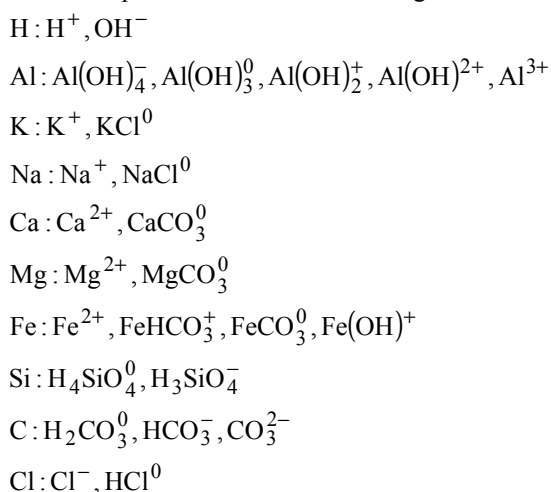 H : H⁺, OH⁻
Al : Al(OH)₄⁻, Al(OH)₃⁰, Al(OH)₂⁺, Al(OH)²⁺, Al³⁺
K : K⁺, KCl⁰
Na : Na⁺, NaCl⁰
Ca : Ca²⁺, CaCO₃⁰
Mg : Mg²⁺, MgCO₃⁰
Fe : Fe²⁺, FeHCO₃⁺, FeCO₃⁰, Fe(OH)⁺
Si : H₄SiO₄⁰, H₃SiO₄⁻
C : H₂CO₃⁰, HCO₃⁻, CO₃²⁻
Cl : Cl⁻, HCl⁰